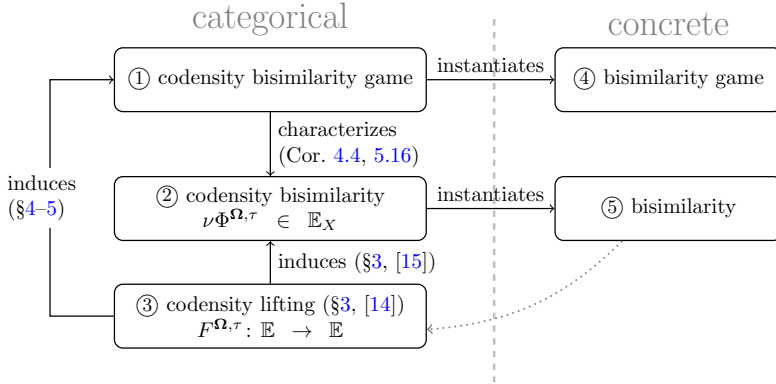 categorical
concrete
① codensity bisimilarity game
instantiates
④ bisimilarity game
characterizes
(Cor. 4.4, 5.16)
induces
(§4–5)
② codensity bisimilarity
νΦ^{Ω,τ} ∈ 𝔼_X
instantiates
⑤ bisimilarity
induces (§3, [15])
③ codensity lifting (§3, [14])
F^{Ω,τ}: 𝔼 → 𝔼